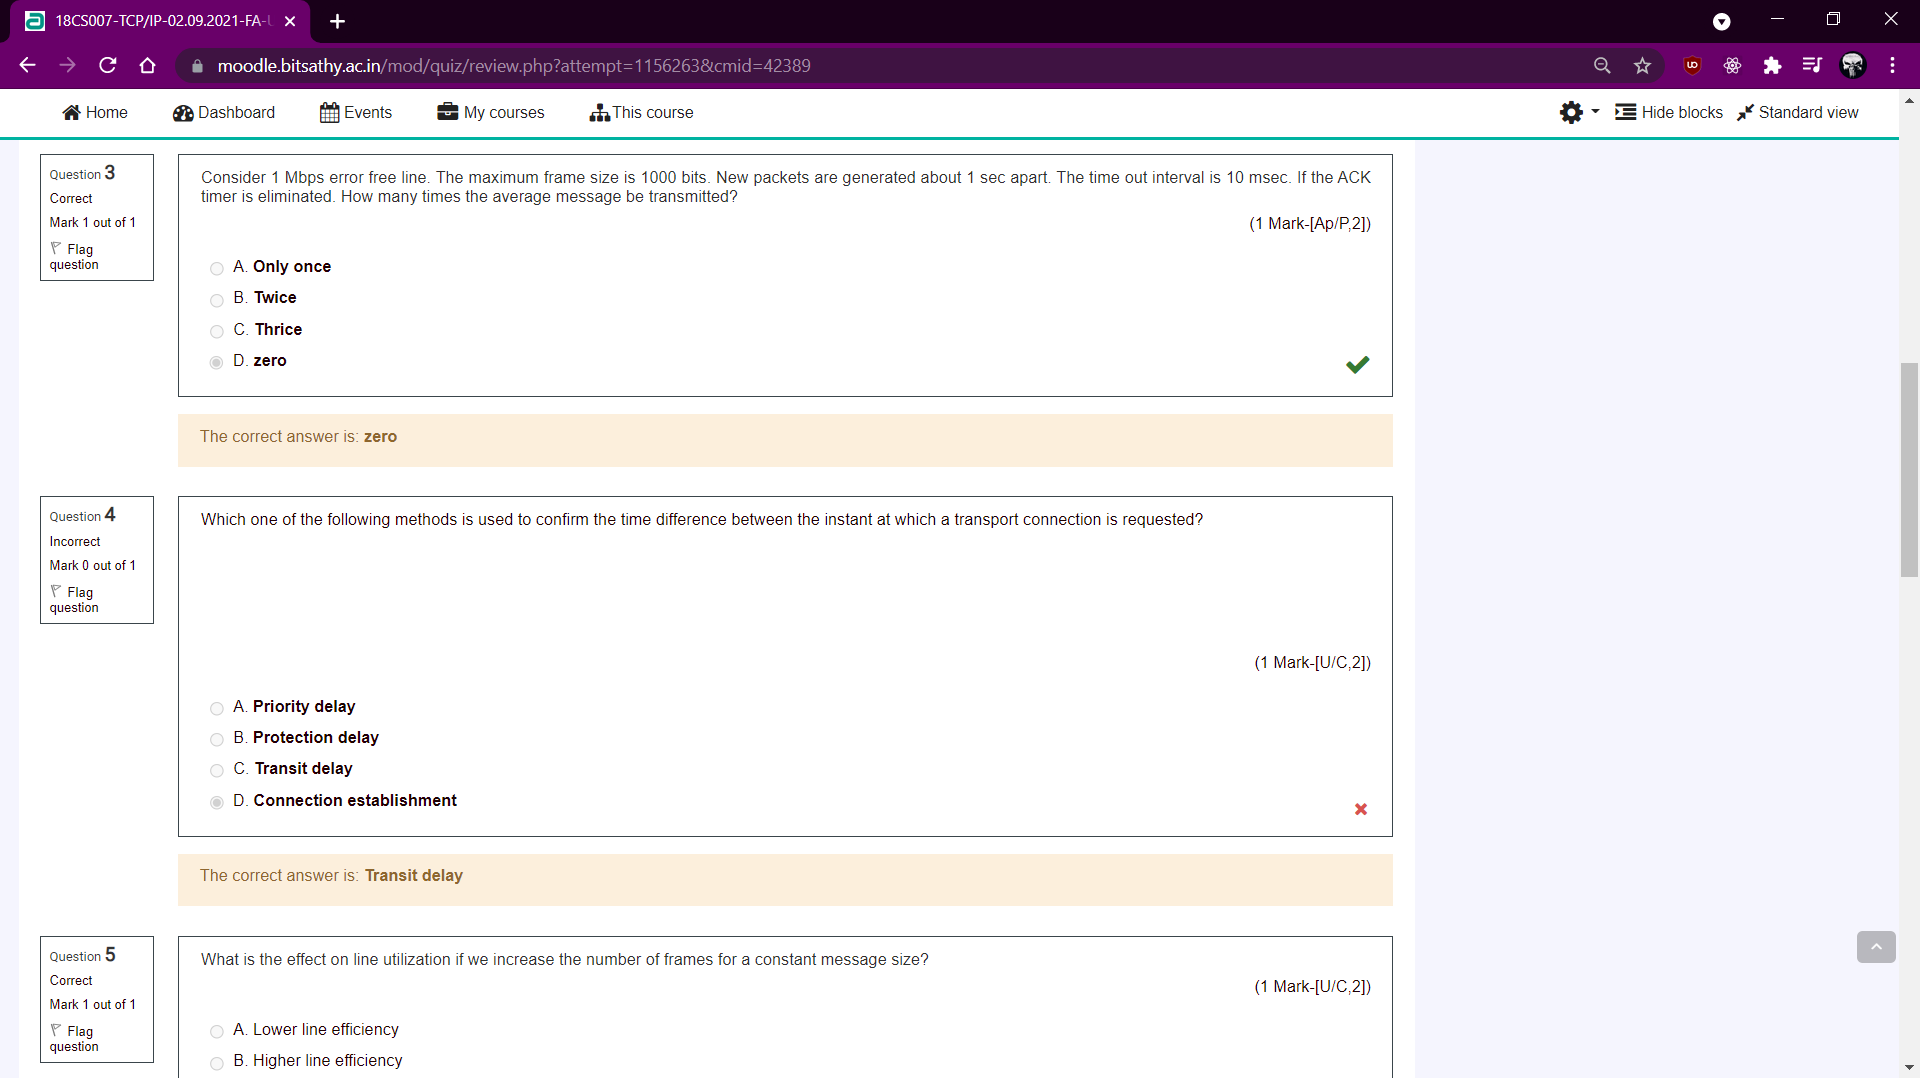 18CS007-TCP/IP-02.09.2021-FA-
moodle.bitsathy.ac.in/mod/quiz/review.php?attempt=1156263&cmid=42389
Home
Dashboard
Events
My courses
This course
Hide blocks
Standard view
Question 3
Correct
Mark 1 out of 1
Flag
question
Consider 1 Mbps error free line. The maximum frame size is 1000 bits. New packets are generated about 1 sec apart. The time out interval is 10 msec. If the ACK
timer is eliminated. How many times the average message be transmitted?
(1 Mark-[Ap/P,2])
A. Only once
B. Twice
C. Thrice
D. zero
The correct answer is: zero
Question 4
Incorrect
Mark 0 out of 1
Flag
question
Which one of the following methods is used to confirm the time difference between the instant at which a transport connection is requested?
(1 Mark-[U/C,2])
A. Priority delay
B. Protection delay
C. Transit delay
D. Connection establishment
The correct answer is: Transit delay
Question 5
Correct
Mark 1 out of 1
Flag
question
What is the effect on line utilization if we increase the number of frames for a constant message size?
(1 Mark-[U/C,2])
A. Lower line efficiency
B. Higher line efficiency